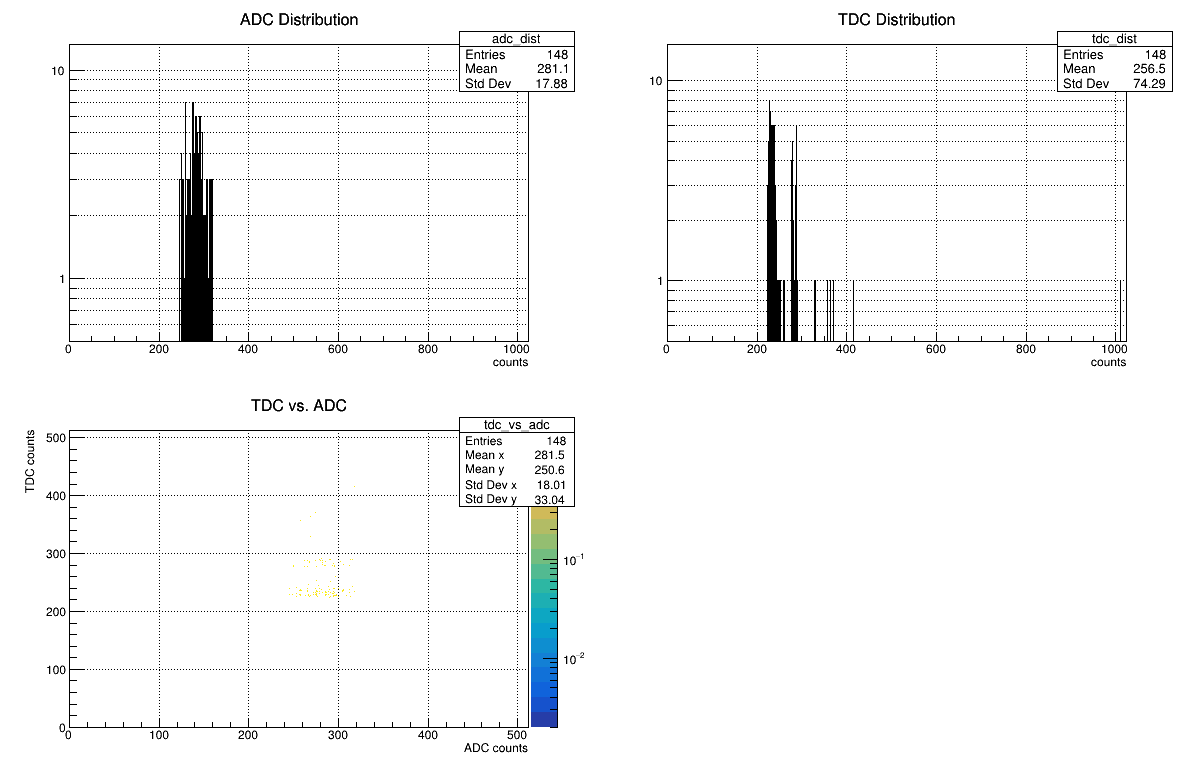 ADC Distribution
adc_dist
Entries 148
Mean 281.1
Std Dev 17.88
10
1
0 200 400 600 800 1000
counts
TDC Distribution
tdc_dist
Entries 148
Mean 256.5
Std Dev 74.29
10
1
0 200 400 600 800 1000
counts
TDC vs. ADC
tdc_vs_adc
Entries 148
Mean x 281.5
Mean y 250.6
Std Dev x 18.01
Std Dev y 33.04
TDC counts
500
400
300
200
100
0
0 100 200 300 400 500
ADC counts
10⁻¹
10⁻²